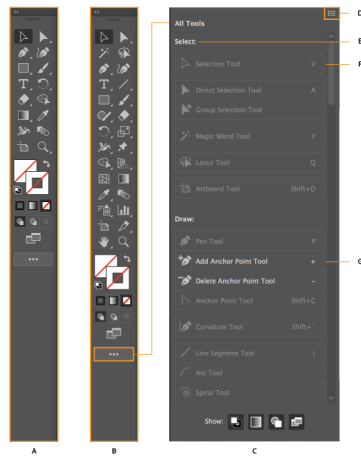 D
All Tools
Select:
E
Selection Tool V
F
Direct Selection Tool A
Group Selection Tool
Magic Wand Tool Y
Lasso Tool Q
Artboard Tool Shift+O
Draw:
Pen Tool P
Add Anchor Point Tool +
G
Delete Anchor Point Tool -
Anchor Point Tool Shift+C
Curvature Tool Shift+`
Line Segment Tool \
Arc Tool
Spiral Tool
Show:
A B C